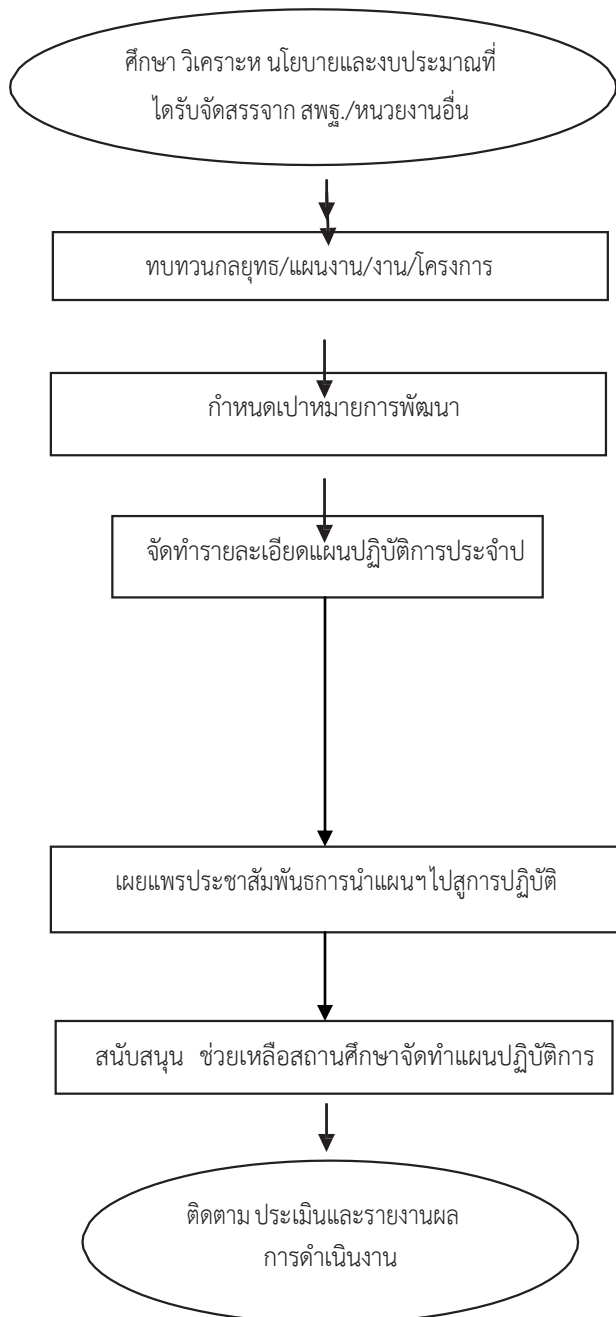 ศึกษา วิเคราะห นโยบายและงบประมาณที่
ไดรับจัดสรรจาก สพฐ./หนวยงานอื่น
ทบทวนกลยุทธ/แผนงาน/งาน/โครงการ
กำหนดเปาหมายการพัฒนา
จัดทำรายละเอียดแผนปฏิบัติการประจำป
เผยแพรประชาสัมพันธการนำแผนฯไปสูการปฏิบัติ
สนับสนุน ช่วยเหลือสถานศึกษาจัดทำแผนปฏิบัติการ
ติดตาม ประเมินและรายงานผล
การดำเนินงาน